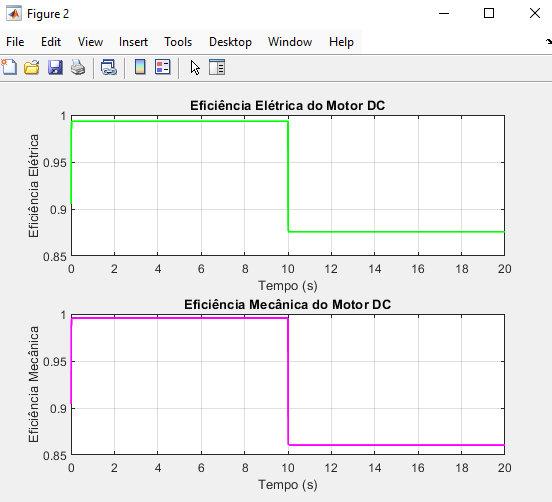 Figure 2
File Edit View Insert Tools Desktop Window Help
Eficiência Elétrica do Motor DC
Eficiência Elétrica
1
0.95
0.9
0.85
0 2 4 6 8 10 12 14 16 18 20
Tempo (s)
Eficiência Mecânica do Motor DC
Eficiência Mecânica
1
0.95
0.9
0.85
0 2 4 6 8 10 12 14 16 18 20
Tempo (s)